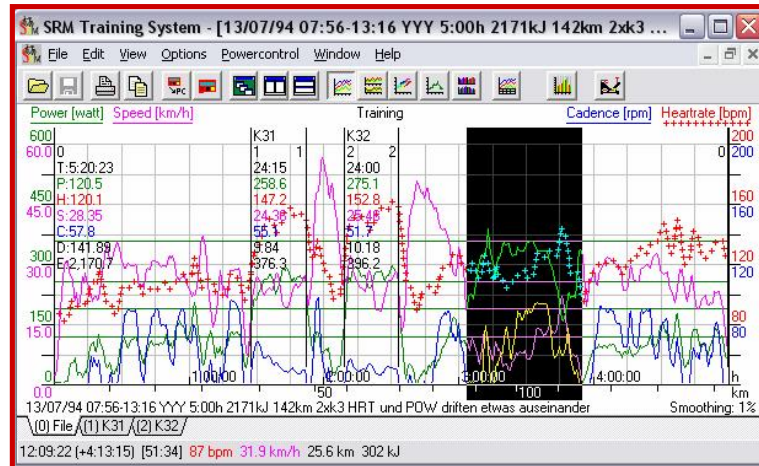 SRM Training System - [13/07/94 07:56-13:16 YYY 5:00h 2171kJ 142km 2xk3 ...
File Edit View Options Powercontrol Window Help
PC
Power [watt] Speed [km/h] Training Cadence [rpm] Heartrate [bpm]
600 K31 K32 200
60.0 0 1 1 2 2 0 200
T:5:20:23 24:15 24:00
P:120.5 258.6 275.1
450 H:120.1 147.2 152.8 160
45.0 S:28.35 24.36 25.46 160
C:57.8 55.1 51.7
D:141.89 9.84 10.18
300 E:2,170.7 376.3 396.2 120
30.0 120
150 80
15.0 80
0 1:00:00 2:00:00 3:00:00 4:00:00 h
0.0 50 100 km
13/07/94 07:56-13:16 YYY 5:00h 2171kJ 142km 2xk3 HRT und POW driften etwas auseinander Smoothing: 1%
(0) File (1) K31 (2) K32
12:09:22 (+4:13:15) [51:34] 87 bpm 31.9 km/h 25.6 km 302 kJ